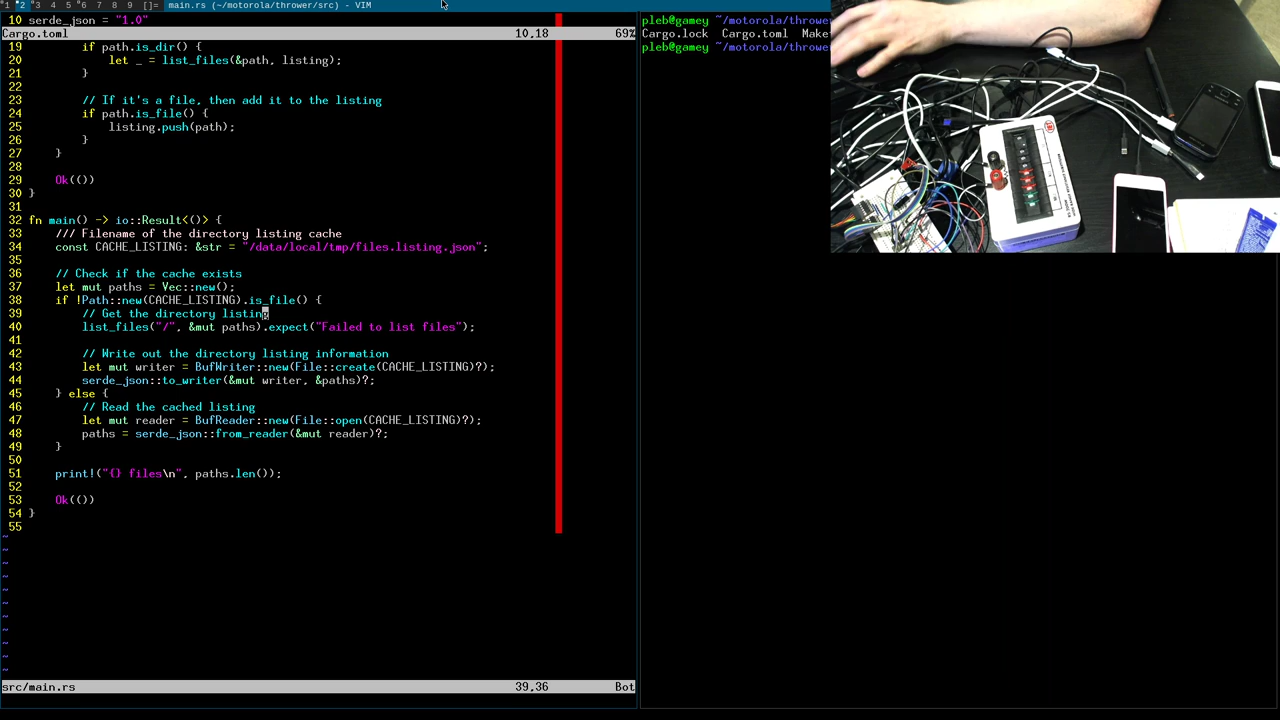 1 2 3 4 5 6 7 8 9 []= main.rs (~/motorola/thrower/src) - VIM
10 serde_json = "1.0"
Cargo.toml 10,18 69%
19 if path.is_dir() {
20 let _ = list_files(&path, listing);
21 }
22
23 // If it's a file, then add it to the listing
24 if path.is_file() {
25 listing.push(path);
26 }
27 }
28
29 Ok(())
30 }
31
32 fn main() -> io::Result<()> {
33 /// Filename of the directory listing cache
34 const CACHE_LISTING: &str = "/data/local/tmp/files.listing.json";
35
36 // Check if the cache exists
37 let mut paths = Vec::new();
38 if !Path::new(CACHE_LISTING).is_file() {
39 // Get the directory listing
40 list_files("/", &mut paths).expect("Failed to list files");
41
42 // Write out the directory listing information
43 let mut writer = BufWriter::new(File::create(CACHE_LISTING)?);
44 serde_json::to_writer(&mut writer, &paths)?;
45 } else {
46 // Read the cached listing
47 let mut reader = BufReader::new(File::open(CACHE_LISTING)?);
48 paths = serde_json::from_reader(&mut reader)?;
49 }
50
51 print!("{} files\n", paths.len());
52
53 Ok(())
54 }
55
~
~
~
~
~
~
~
~
~
~
~
src/main.rs 39,36 Bot
pleb@gamey ~/motorola/thrower
Cargo.lock Cargo.toml Make
pleb@gamey ~/motorola/thrower